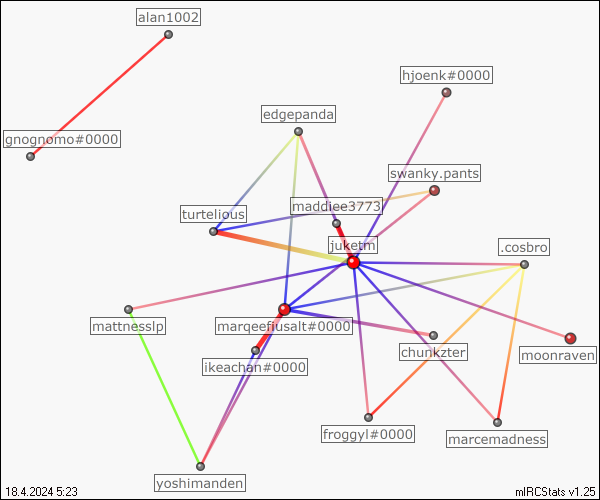 alan1002
hjoenk#0000
edgepanda
gnognomo#0000
swanky.pants
maddiee3773
turtelious
juketm
.cosbro
mattnesslp
marqeefiusalt#0000
chunkzter
moonraven
ikeachan#0000
froggyl#0000
marcemadness
yoshimanden
18.4.2024 5:23
mIRCStats v1.25